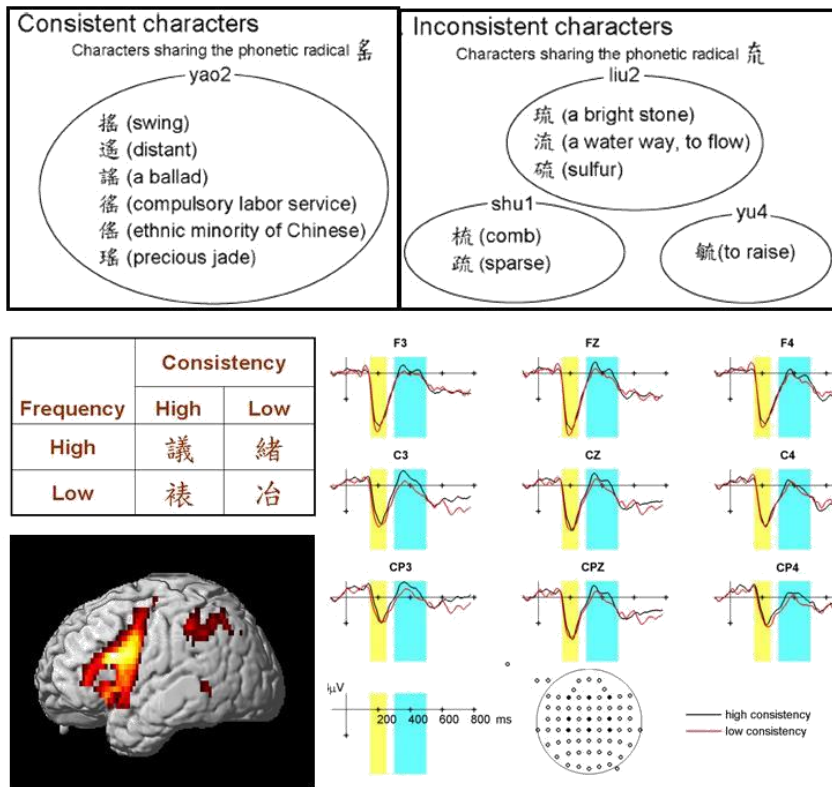 Consistent characters
Characters sharing the phonetic radical 䍃
yao2
搖 (swing)
遙 (distant)
謠 (a ballad)
徭 (compulsory labor service)
傜 (ethnic minority of Chinese)
瑤 (precious jade)
. Inconsistent characters
Characters sharing the phonetic radical 㐬
liu2
琉 (a bright stone)
流 (a water way, to flow)
硫 (sulfur)
shu1
梳 (comb)
疏 (sparse)
yu4
毓(to raise)
Consistency
Frequency High Low
High 議 緒
Low 裱 冶
F3 FZ F4
C3 CZ C4
CP3 CPZ CP4
μV
200 400 600 800 ms
high consistency
low consistency